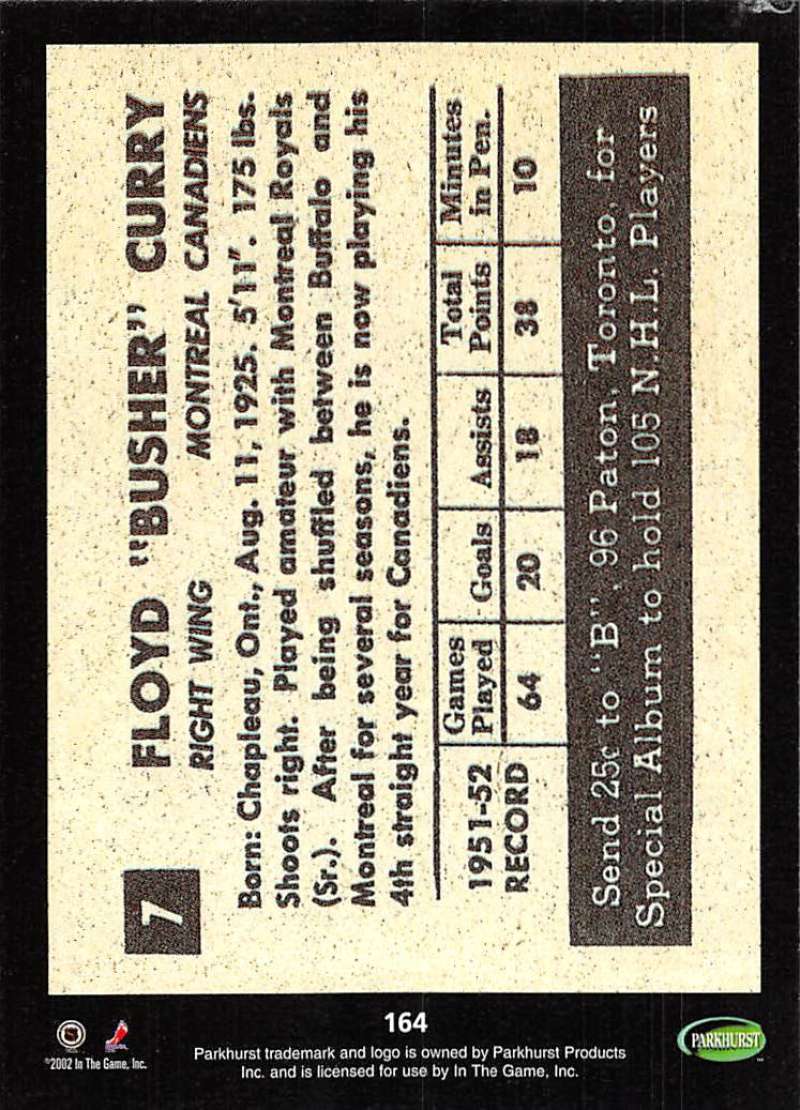 7
FLOYD "BUSHER" CURRY
RIGHT WING MONTREAL CANADIENS
Born: Chapleau, Ont., Aug. 11, 1925. 5'11". 175 lbs.
Shoots right. Played amateur with Montreal Royals
(Sr.). After being shuffled between Buffalo and
Montreal for several seasons, he is now playing his
4th straight year for Canadiens.
1951-52 RECORD
Games Played Goals Assists Total Points Minutes in Pen.
64 20 18 38 10
Send 25¢ to "B", 96 Paton, Toronto, for
Special Album to hold 105 N.H.L. Players
164
©2002 In The Game, Inc.
Parkhurst trademark and logo is owned by Parkhurst Products
Inc. and is licensed for use by In The Game, Inc.
PARKHURST